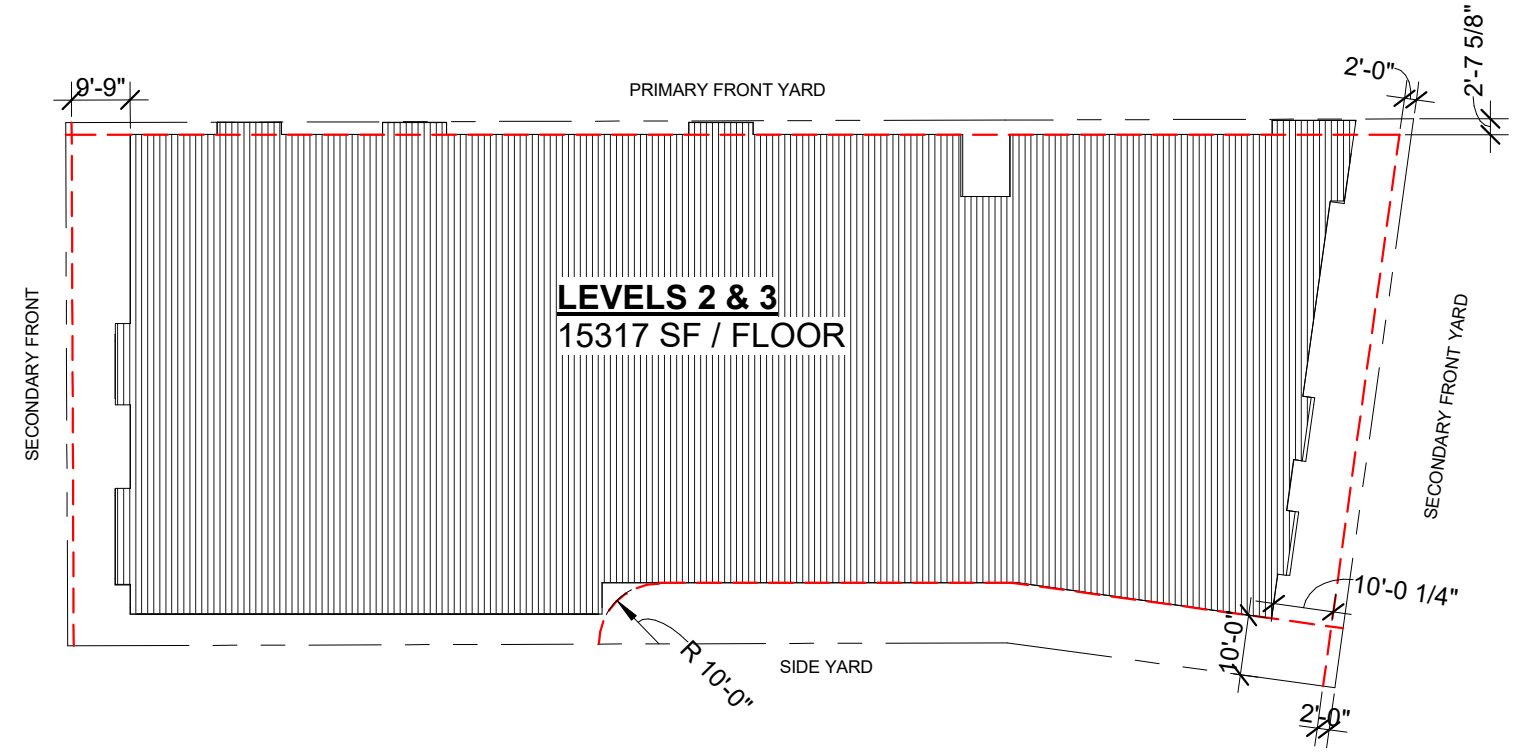 2'-7 5/8"
2'-0"
9'-9"
PRIMARY FRONT YARD
LEVELS 2 & 3
15317 SF / FLOOR
SECONDARY FRONT
SECONDARY FRONT YARD
10'-0 1/4"
10'-0"
R 10'-0"
SIDE YARD
2'-0"